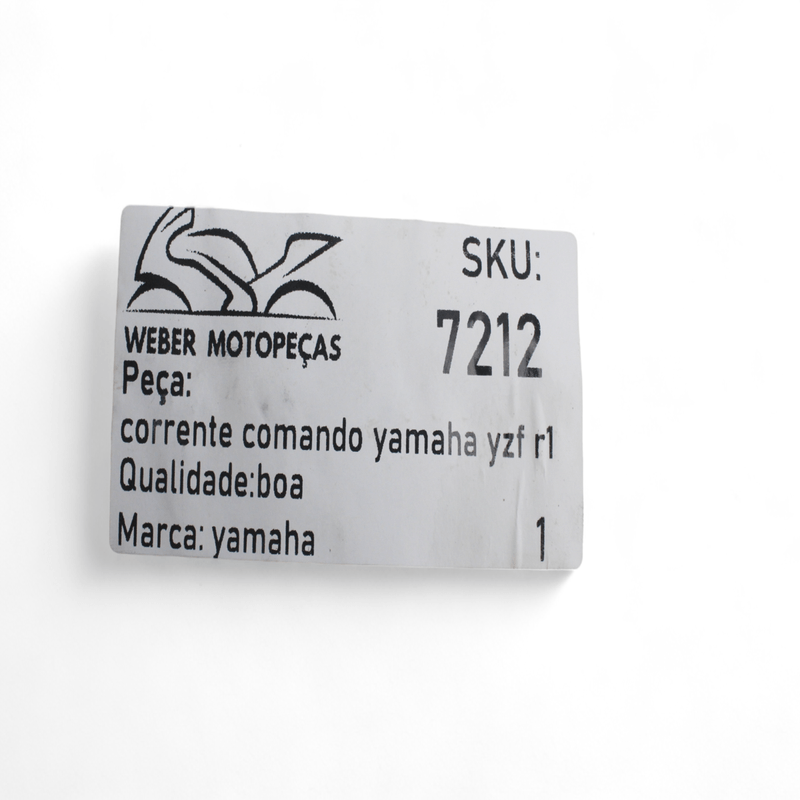 SKU:
7212
WEBER MOTOPEÇAS
Peça:
corrente comando yamaha yzf r1
Qualidade:boa
Marca: yamaha 1